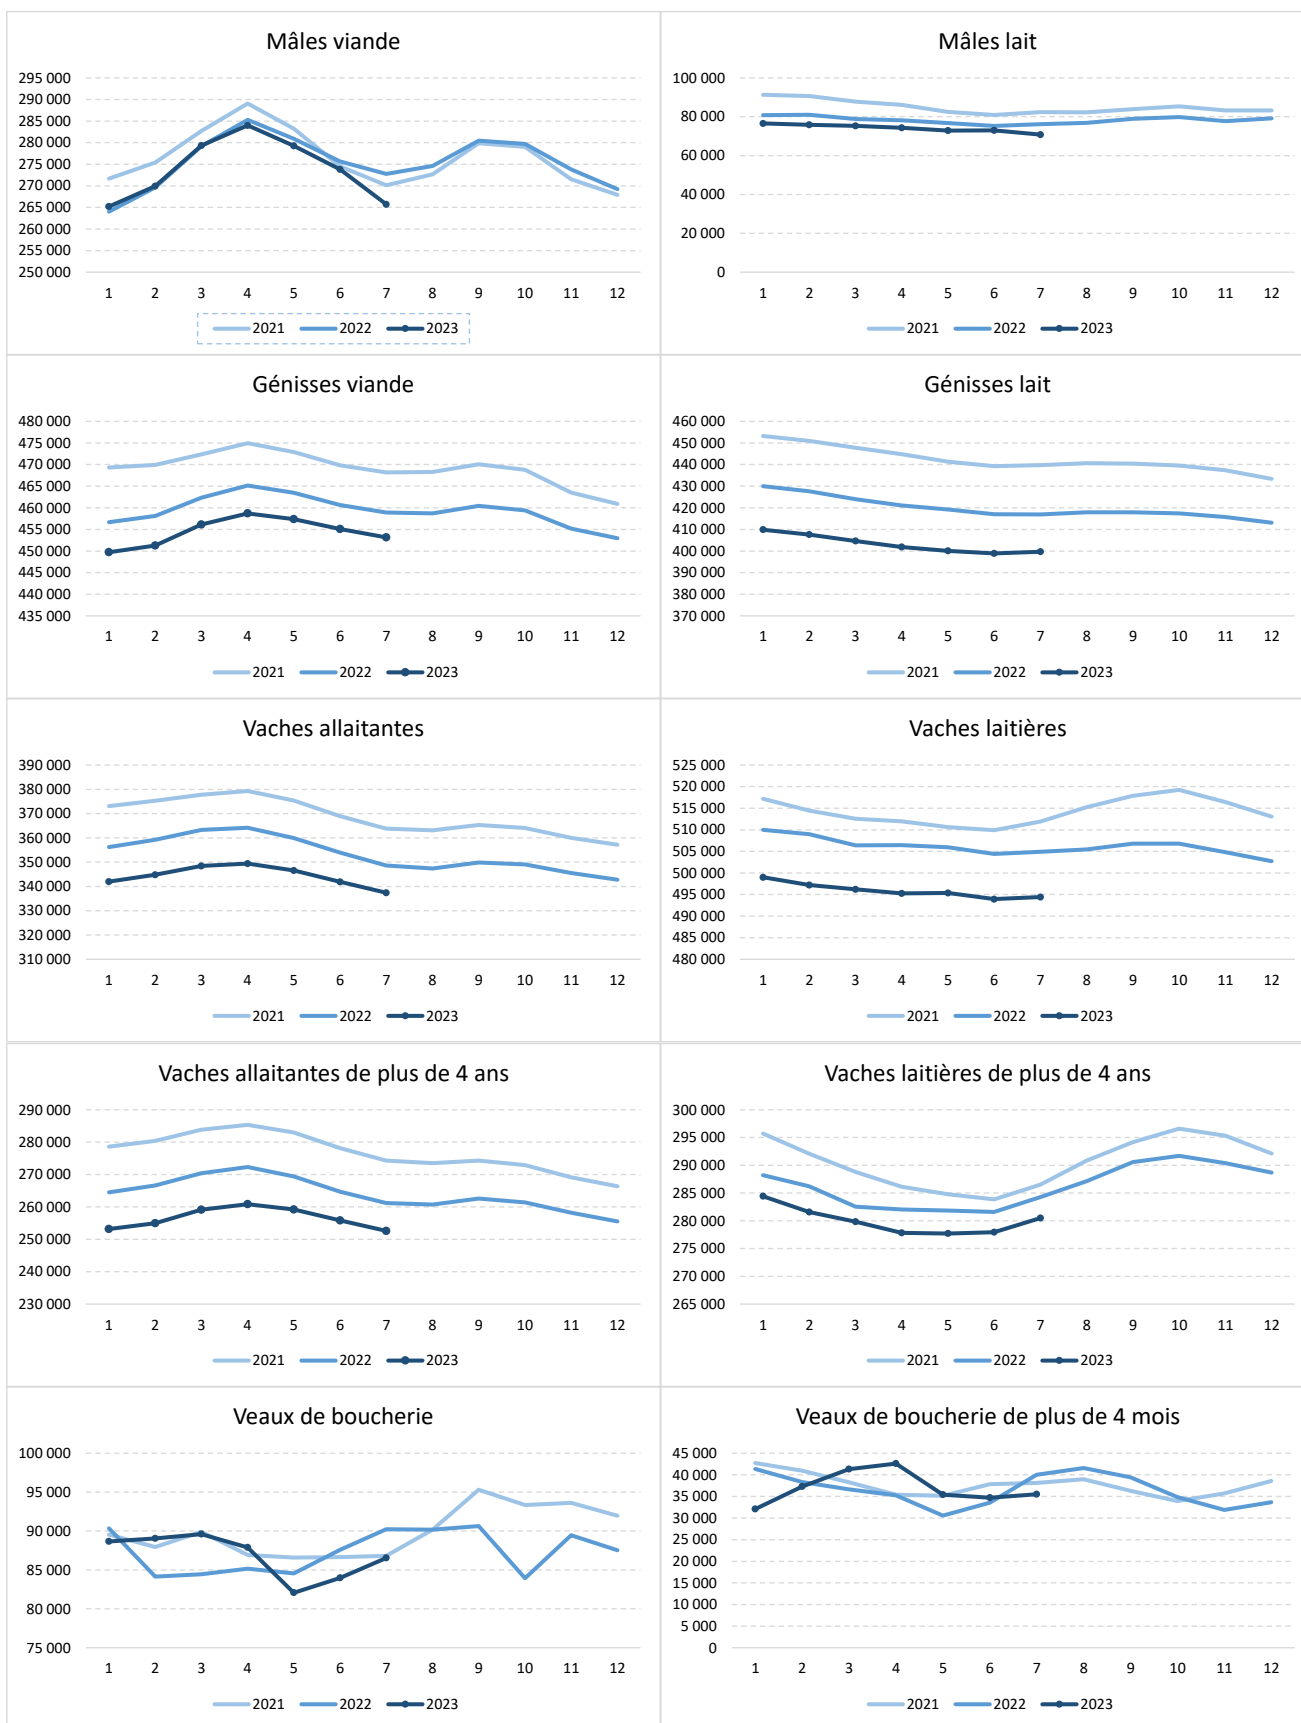 Mâles viande
295 000
290 000
285 000
280 000
275 000
270 000
265 000
260 000
255 000
250 000
1 2 3 4 5 6 7 8 9 10 11 12
2021 2022 2023
Mâles lait
100 000
80 000
60 000
40 000
20 000
0
1 2 3 4 5 6 7 8 9 10 11 12
2021 2022 2023
Génisses viande
480 000
475 000
470 000
465 000
460 000
455 000
450 000
445 000
440 000
435 000
1 2 3 4 5 6 7 8 9 10 11 12
2021 2022 2023
Génisses lait
460 000
450 000
440 000
430 000
420 000
410 000
400 000
390 000
380 000
370 000
1 2 3 4 5 6 7 8 9 10 11 12
2021 2022 2023
Vaches allaitantes
390 000
380 000
370 000
360 000
350 000
340 000
330 000
320 000
310 000
1 2 3 4 5 6 7 8 9 10 11 12
2021 2022 2023
Vaches laitières
525 000
520 000
515 000
510 000
505 000
500 000
495 000
490 000
485 000
480 000
1 2 3 4 5 6 7 8 9 10 11 12
2021 2022 2023
Vaches allaitantes de plus de 4 ans
290 000
280 000
270 000
260 000
250 000
240 000
230 000
1 2 3 4 5 6 7 8 9 10 11 12
2021 2022 2023
Vaches laitières de plus de 4 ans
300 000
295 000
290 000
285 000
280 000
275 000
270 000
265 000
1 2 3 4 5 6 7 8 9 10 11 12
2021 2022 2023
Veaux de boucherie
100 000
95 000
90 000
85 000
80 000
75 000
1 2 3 4 5 6 7 8 9 10 11 12
2021 2022 2023
Veaux de boucherie de plus de 4 mois
45 000
40 000
35 000
30 000
25 000
20 000
15 000
10 000
5 000
0
1 2 3 4 5 6 7 8 9 10 11 12
2021 2022 2023